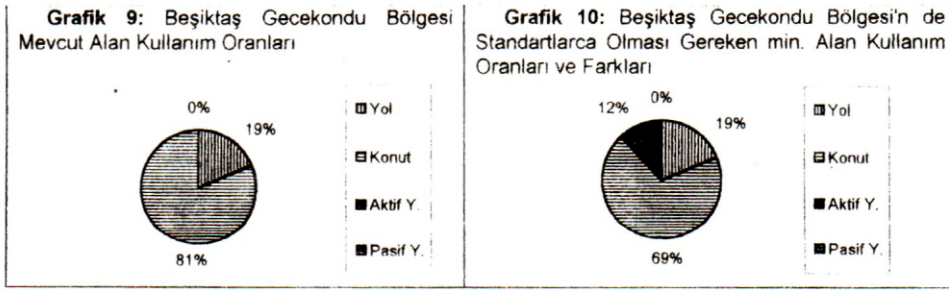 Grafik 9: Beşiktaş Gecekondu Bölgesi
Mevcut Alan Kullanım Oranları
0%
19%
81%
Yol
Konut
Aktif Y.
Pasif Y.
Grafik 10: Beşiktaş Gecekondu Bölgesi'n de
Standartlarca Olması Gereken min. Alan Kullanım
Oranları ve Farkları
12%
0%
19%
69%
Yol
Konut
Aktif Y.
Pasif Y.